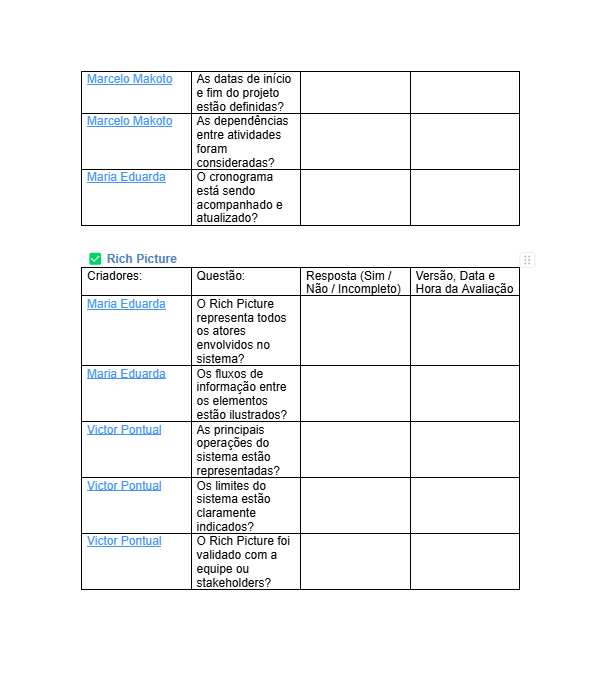 Marcelo Makoto
As datas de início
e fim do projeto
estão definidas?
Marcelo Makoto
As dependências
entre atividades
foram
consideradas?
Maria Eduarda
O cronograma
está sendo
acompanhado e
atualizado?
Rich Picture
Criadores:
Questão:
Resposta (Sim /
Não / Incompleto)
Versão, Data e
Hora da Avaliação
Maria Eduarda
O Rich Picture
representa todos
os atores
envolvidos no
sistema?
Maria Eduarda
Os fluxos de
informação entre
os elementos
estão ilustrados?
Victor Pontual
As principais
operações do
sistema estão
representadas?
Victor Pontual
Os limites do
sistema estão
claramente
indicados?
Victor Pontual
O Rich Picture foi
validado com a
equipe ou
stakeholders?